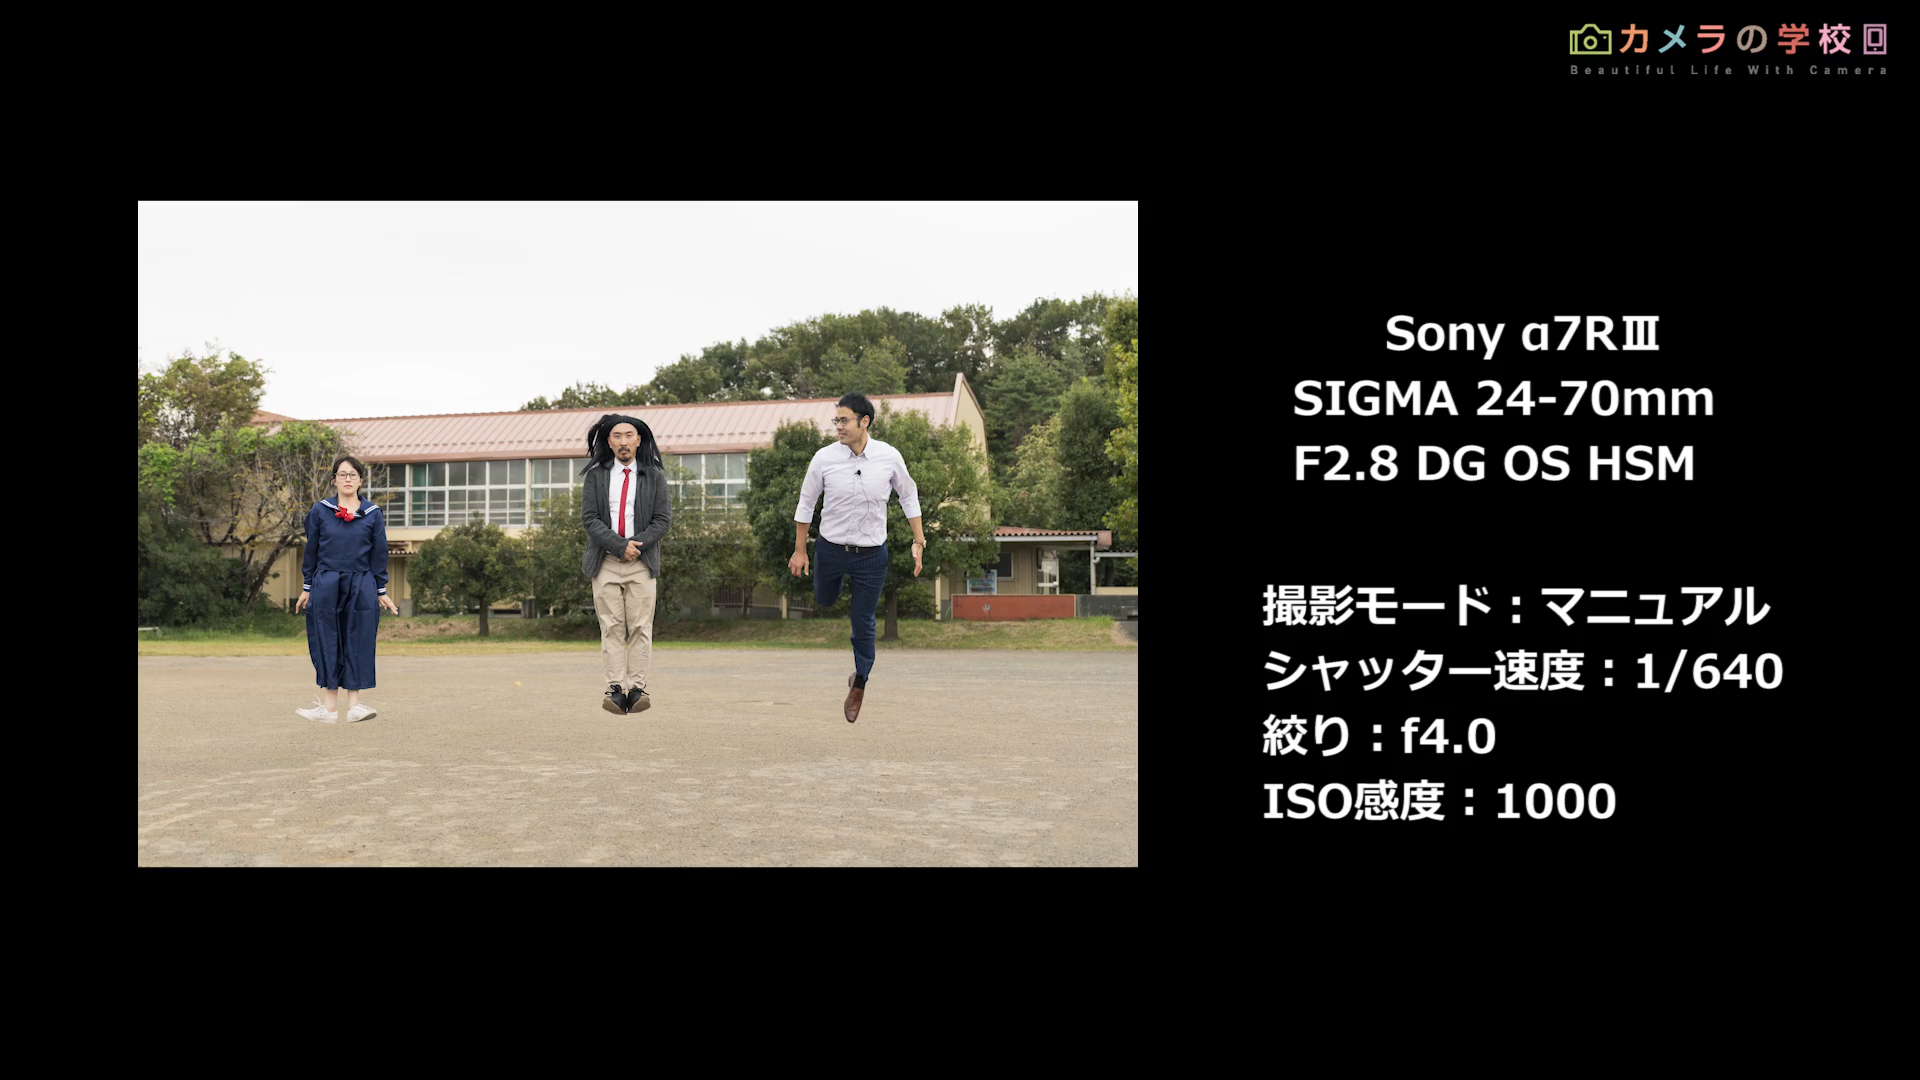 カメラの学校
Beautiful Life With Camera
Sony α7RⅢ
SIGMA 24-70mm
F2.8 DG OS HSM
撮影モード：マニュアル
シャッター速度：1/640
絞り：f4.0
ISO感度：1000